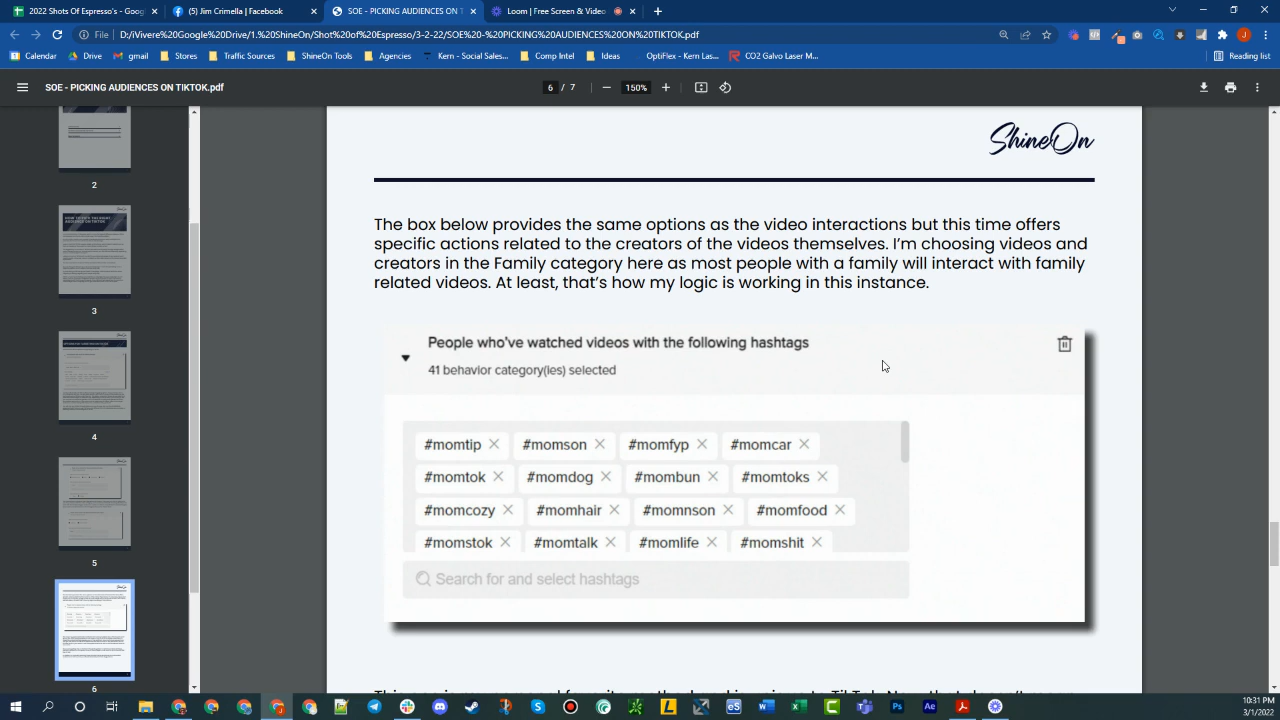 2022 Shots Of Espreso's - Goog
(5) Jim Crimella | Facebook
SOE - PICKING AUDIENCES ON T
Loom | Free Screen & Video
File | D:/iVivere%20Google%20Drive/1.%20ShineOn/Shot%20of%20Espresso/3-2-22/SOE%20-%20PICKING%20AUDIENCES%20ON%20TIKTOK.pdf
Calendar Drive gmail Stores Traffic Sources ShineOn Tools Agencies Kern - Social Sales... Comp Intel Ideas OptiFlex - Kern Las... CO2 Galvo Laser M... Reading list
SOE - PICKING AUDIENCES ON TIKTOK.pdf 6 / 7 150%
2
3
4
5
6
ShineOn
The box below provides the same options as the video interactions but this time offers
specific actions related to the creators of the videos themselves. I'm choosing videos and
creators in the Family category here as most people with a family will interact with family
related videos. At least, that's how my logic is working in this instance.
People who've watched videos with the following hashtags
41 behavior category(ies) selected
#momtip #momson #momfyp #momcar
#momtok #momdog #mombun #momtoks
#momcozy #momhair #momnson #momfood
#momstok #momtalk #momlife #momshit
Search for and select hashtags
10:31 PM
3/1/2022